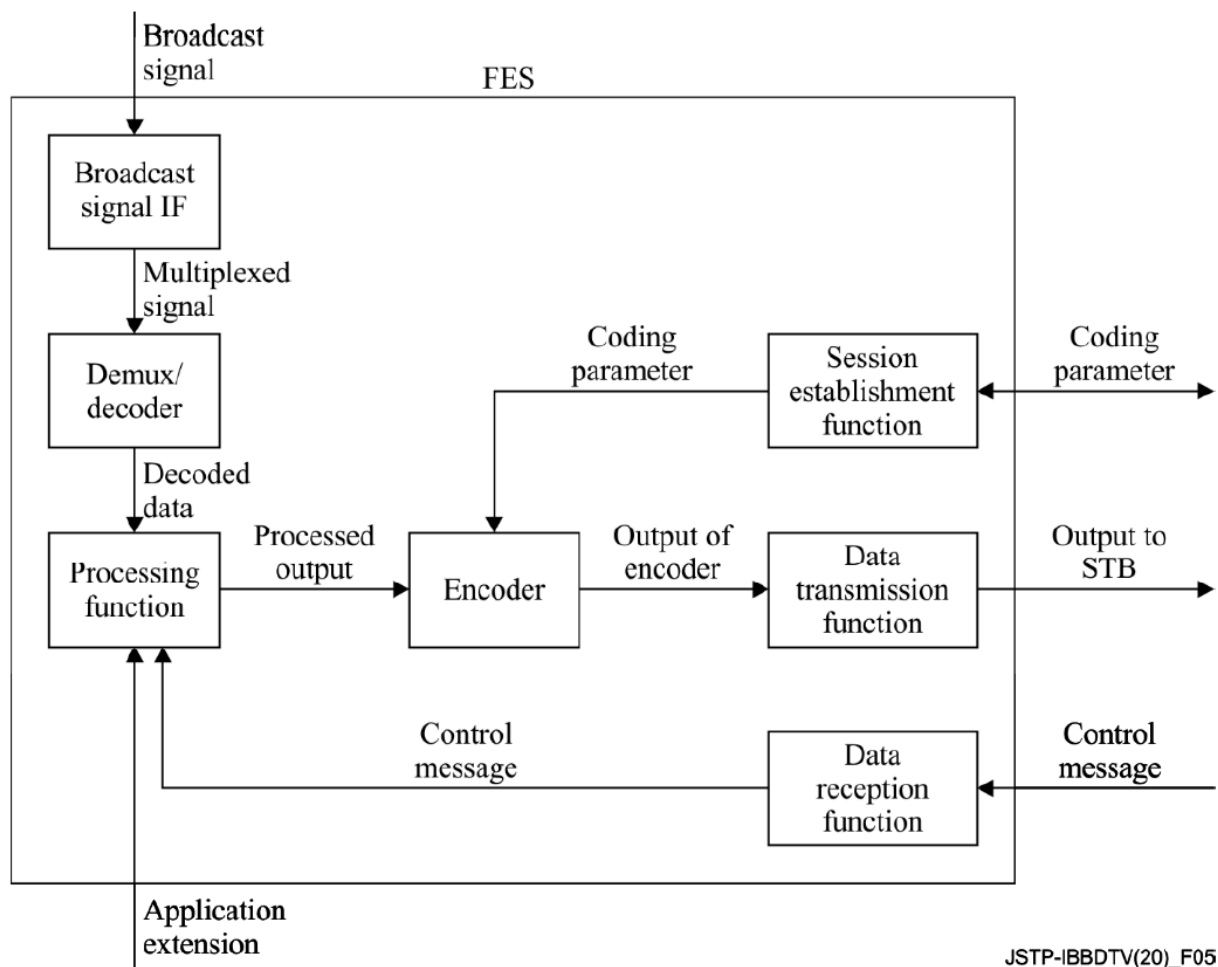 Broadcast
signal
FES
Broadcast
signal IF
Multiplexed
signal
Demux/
decoder
Coding
parameter
Session
establishment
function
Coding
parameter
Decoded
data
Processing
function
Processed
output
Encoder
Output of
encoder
Data
transmission
function
Output to
STB
Control
message
Data
reception
function
Control
message
Application
extension
JSTP-IBBDTV(20)_F05